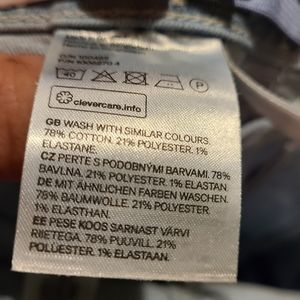 40
P
clevercare.info
GB WASH WITH SIMILAR COLOURS.
78% COTTON. 21% POLYESTER. 1%
ELASTANE.
CZ PERTE S PODOBNÝMI BARVAMI. 78%
BAVLNA. 21% POLYESTER. 1% ELASTAN.
DE MIT ÄHNLICHEN FARBEN WASCHEN.
78% BAUMWOLLE. 21% POLYESTER.
1% ELASTHAN.
EE PESE KOOS SARNAST VÄRVI
RIIETEGA. 78% PUUVILL. 21%
POLÜESTER. 1% ELASTAAN.